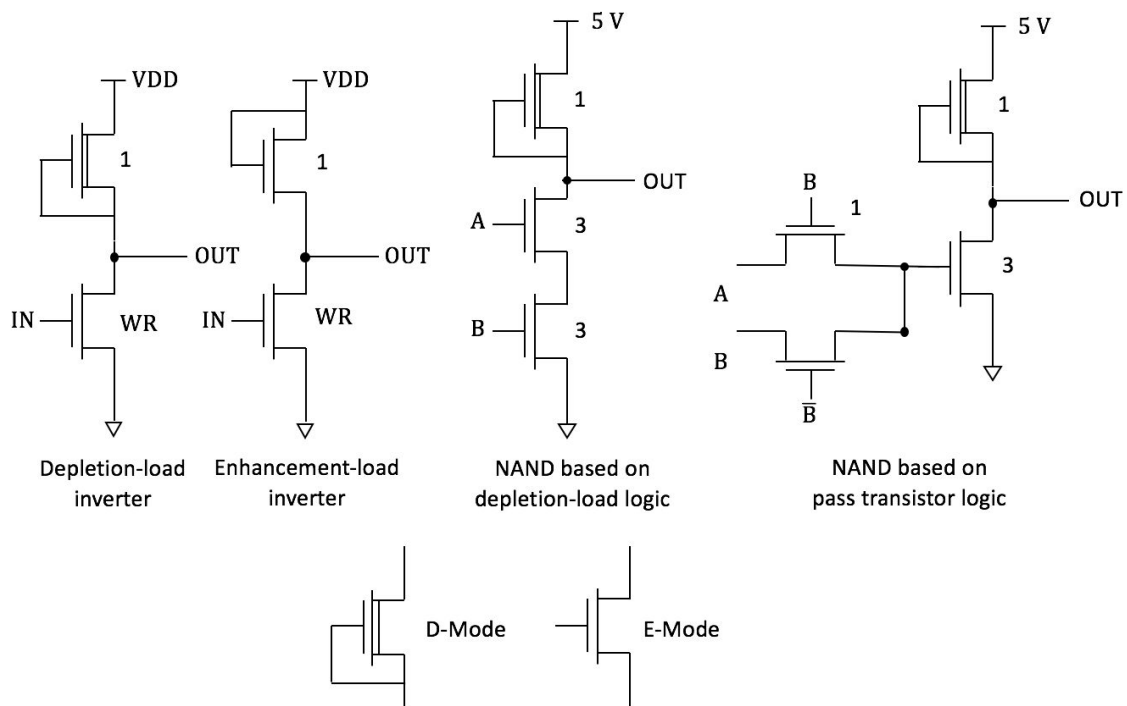 VDD
1
OUT
IN
WR
Depletion-load
inverter
VDD
1
OUT
IN
WR
Enhancement-load
inverter
5 V
1
OUT
A
3
B
3
NAND based on
depletion-load logic
5 V
1
OUT
B
1
A
3
B
B̅
NAND based on
pass transistor logic
D-Mode
E-Mode